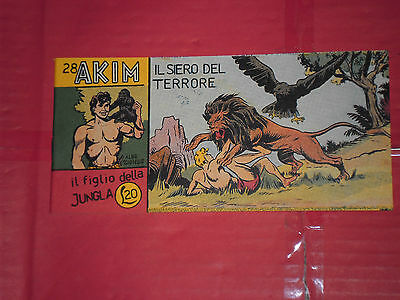 28 AKIM
IL SIERO DEL
TERRORE
il figlio della
JUNGLA £20